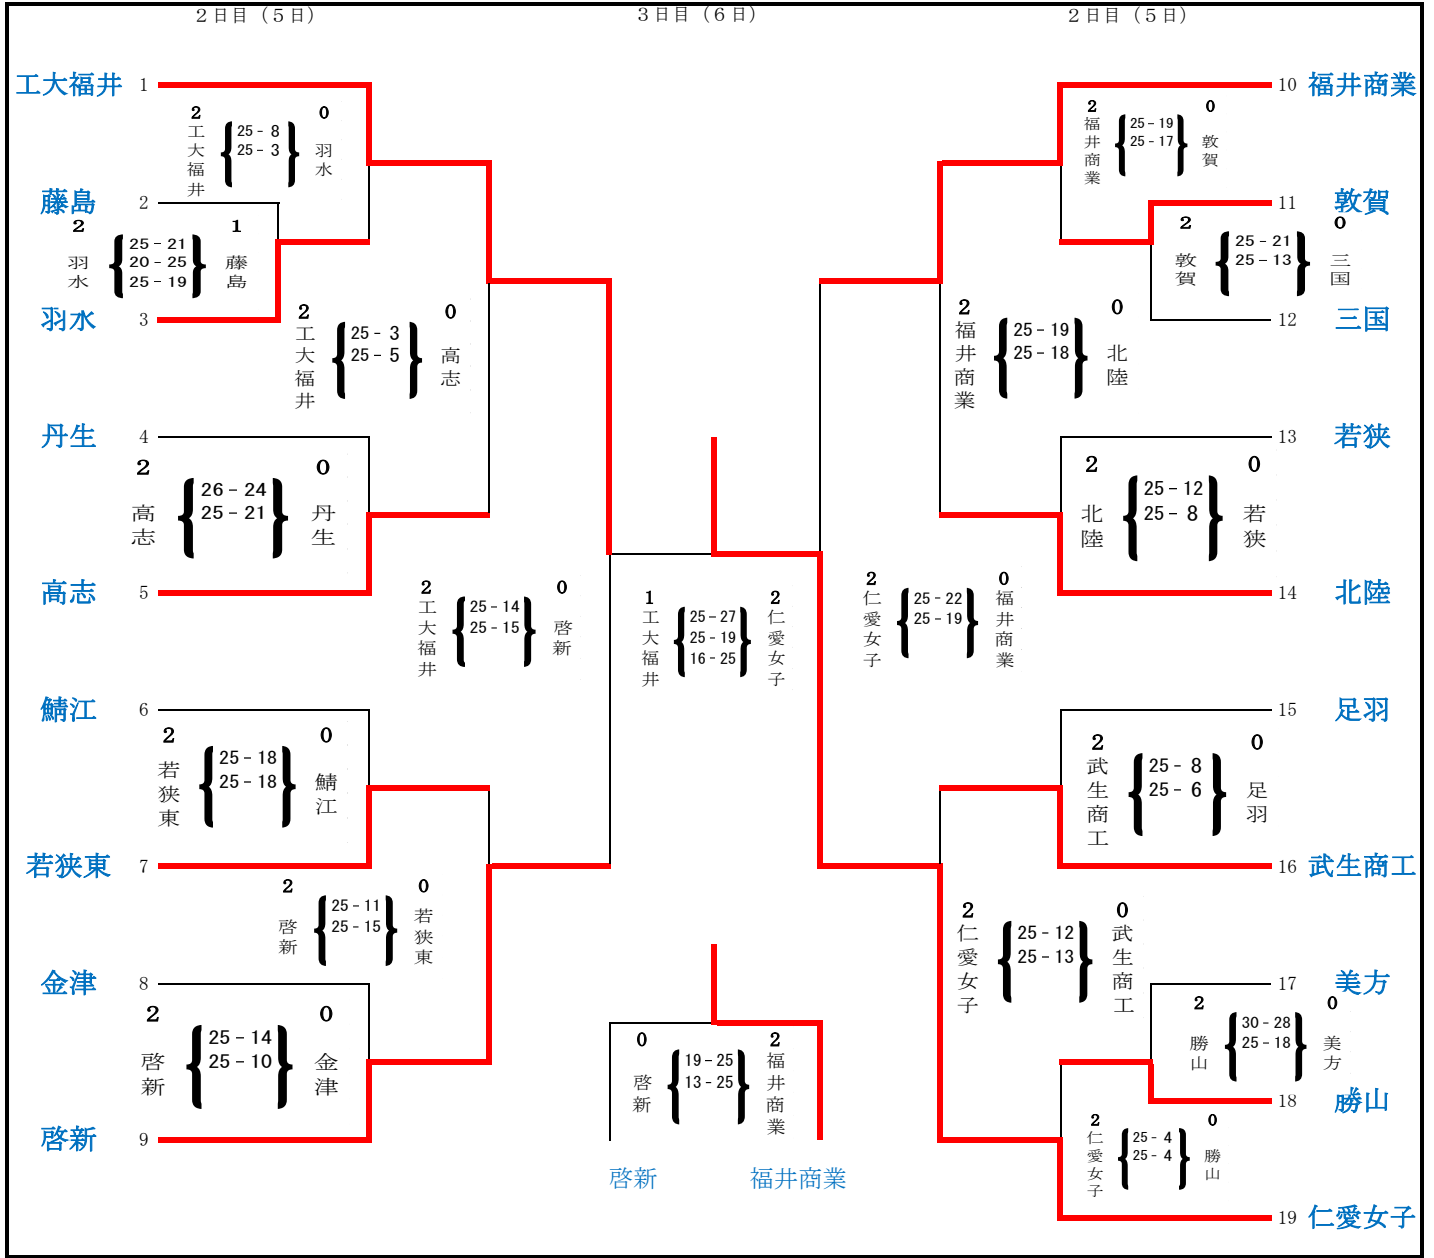 2日目（5日）
3日目（6日）
2日目（5日）
工大福井 1
2 0
工大福井 25 - 8 羽水
25 - 3
藤島 2
2 1
羽水 25 - 21 藤島
20 - 25
25 - 19
羽水 3
2 0
工大福井 25 - 3 高志
25 - 5
丹生 4
2 0
高志 26 - 24 丹生
25 - 21
高志 5
2 0
工大福井 25 - 14 啓新
25 - 15
鯖江 6
2 0
若狭東 25 - 18 鯖江
25 - 18
若狭東 7
2 0
啓新 25 - 11 若狭東
25 - 15
金津 8
2 0
啓新 25 - 14 金津
25 - 10
啓新 9
1 2
工大福井 25 - 27 仁愛女子
25 - 19
16 - 25
0 2
啓新 19 - 25 福井商業
13 - 25
啓新 福井商業
10 福井商業
2 0
福井商業 25 - 19 敦賀
25 - 17
11 敦賀
2 0
敦賀 25 - 21 三国
25 - 13
12 三国
2 0
福井商業 25 - 19 北陸
25 - 18
13 若狭
2 0
北陸 25 - 12 若狭
25 - 8
14 北陸
2 0
仁愛女子 25 - 22 福井商業
25 - 19
15 足羽
2 0
武生商工 25 - 8 足羽
25 - 6
16 武生商工
2 0
仁愛女子 25 - 12 武生商工
25 - 13
17 美方
2 0
勝山 30 - 28 美方
25 - 18
18 勝山
2 0
仁愛女子 25 - 4 勝山
25 - 4
19 仁愛女子